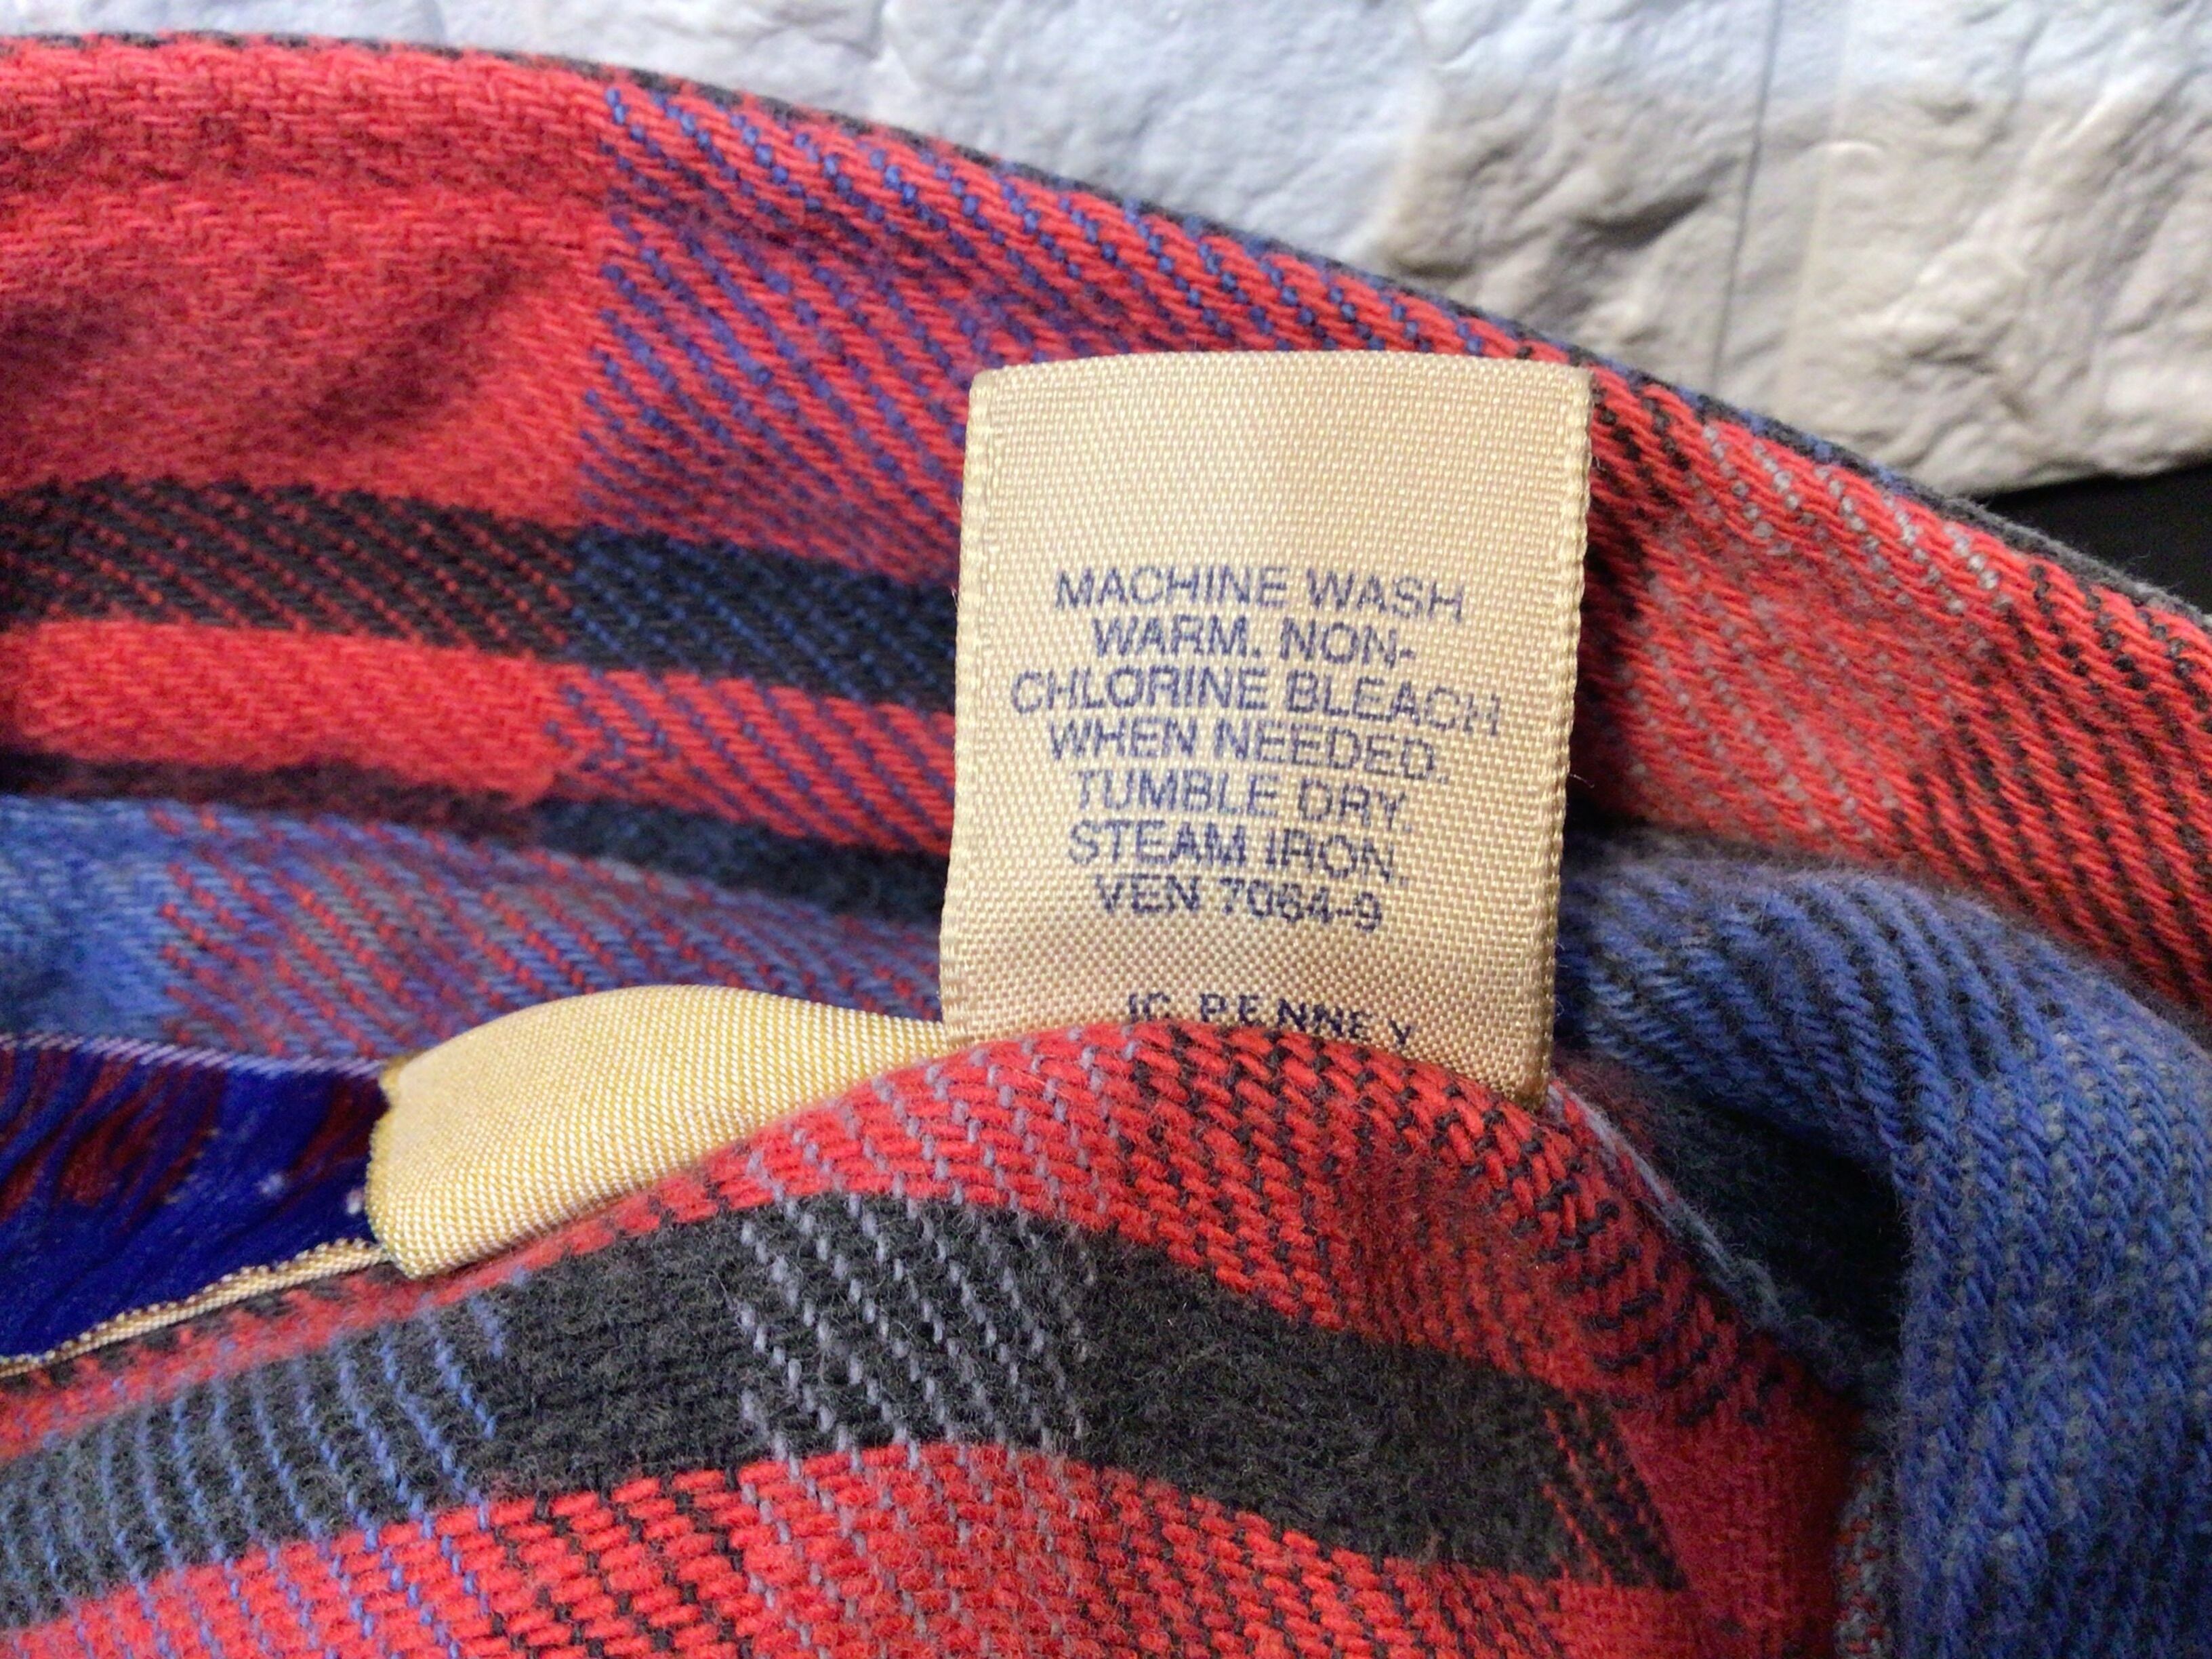 MACHINE WASH
WARM. NON-
CHLORINE BLEACH
WHEN NEEDED.
TUMBLE DRY.
STEAM IRON.
VEN 7064-9
JC PENNEY